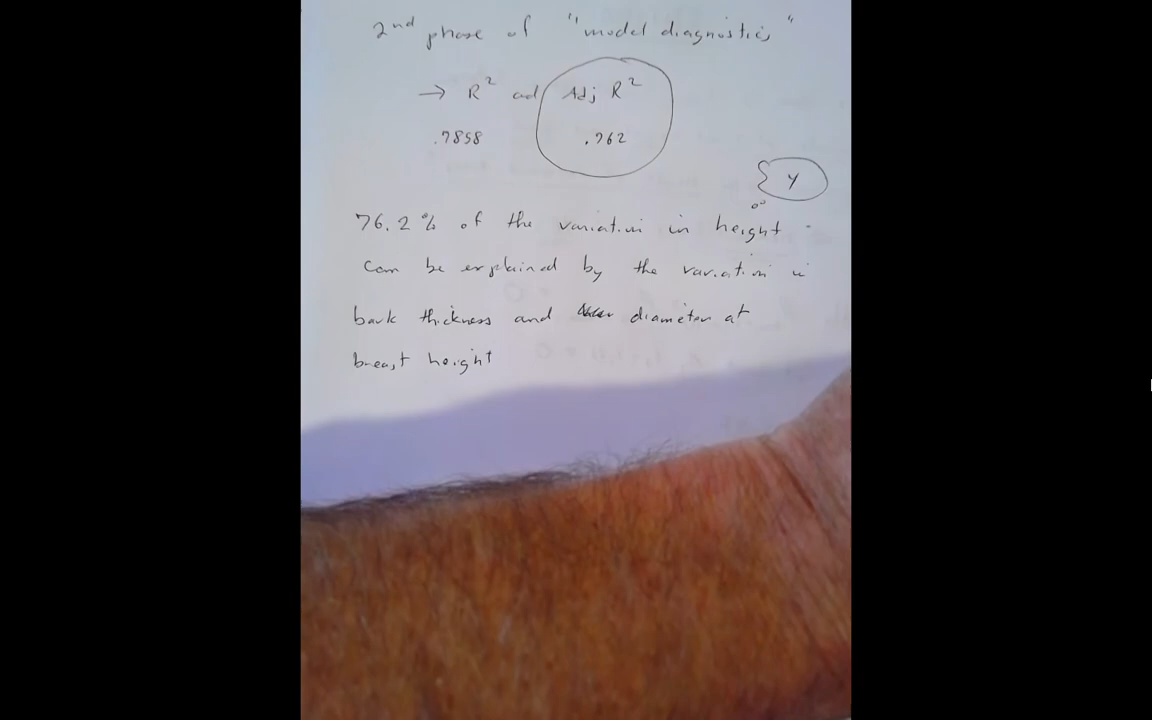 2nd phase of "model diagnostics"
→ R² and Adj R²
.7858 .762
Y
76.2% of the variation in height
can be explained by the variation in
bark thickness and diameter at
breast height